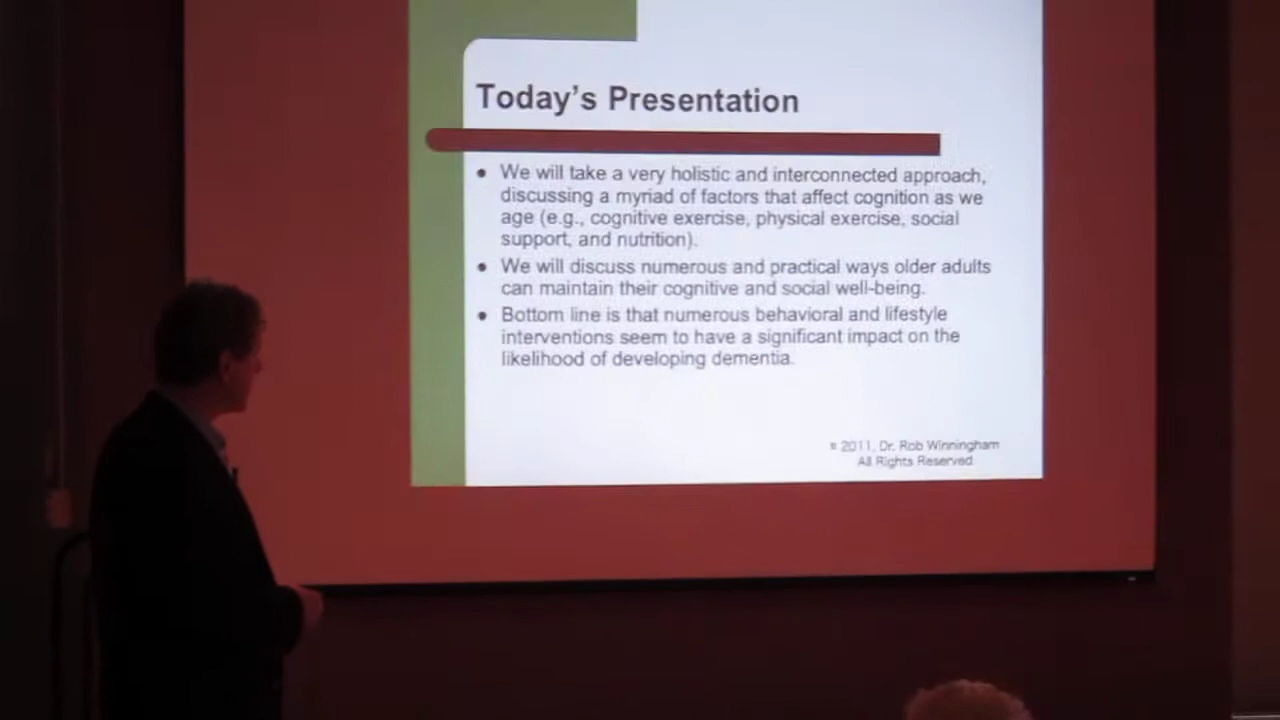 Today's Presentation
• We will take a very holistic and interconnected approach,
discussing a myriad of factors that affect cognition as we
age (e.g., cognitive exercise, physical exercise, social
support, and nutrition).
• We will discuss numerous and practical ways older adults
can maintain their cognitive and social well-being.
• Bottom line is that numerous behavioral and lifestyle
interventions seem to have a significant impact on the
likelihood of developing dementia.
© 2011, Dr. Rob Winningham
All Rights Reserved